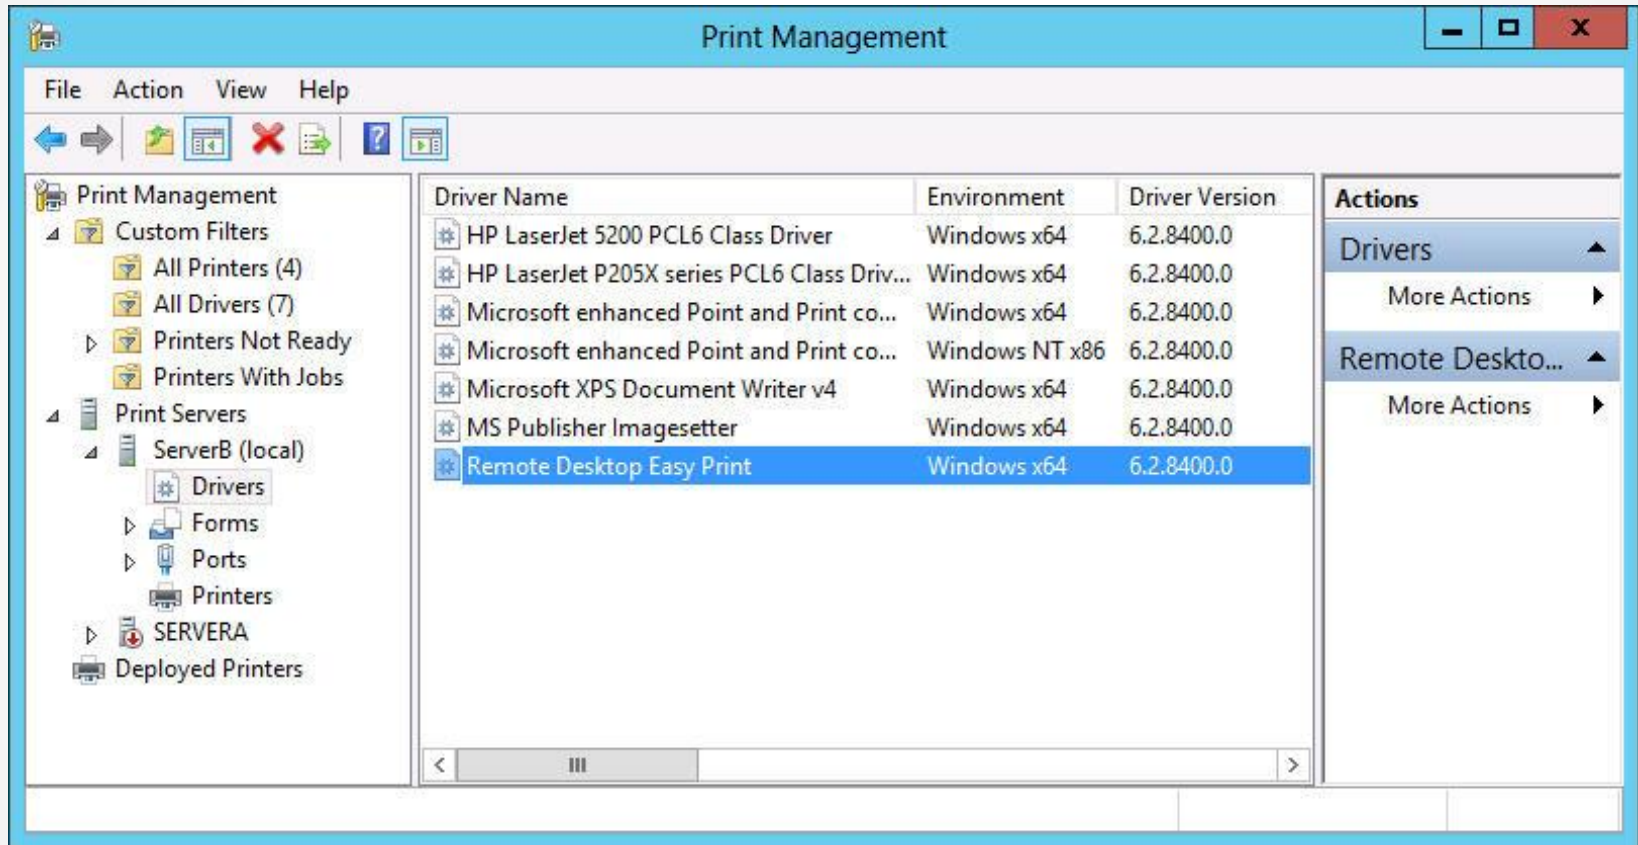 Print Management
File Action View Help
Print Management
Custom Filters
All Printers (4)
All Drivers (7)
Printers Not Ready
Printers With Jobs
Print Servers
ServerB (local)
Drivers
Forms
Ports
Printers
SERVERA
Deployed Printers
Driver Name Environment Driver Version
HP LaserJet 5200 PCL6 Class Driver Windows x64 6.2.8400.0
HP LaserJet P205X series PCL6 Class Driv... Windows x64 6.2.8400.0
Microsoft enhanced Point and Print co... Windows x64 6.2.8400.0
Microsoft enhanced Point and Print co... Windows NT x86 6.2.8400.0
Microsoft XPS Document Writer v4 Windows x64 6.2.8400.0
MS Publisher Imagesetter Windows x64 6.2.8400.0
Remote Desktop Easy Print Windows x64 6.2.8400.0
Actions
Drivers
More Actions
Remote Deskto...
More Actions